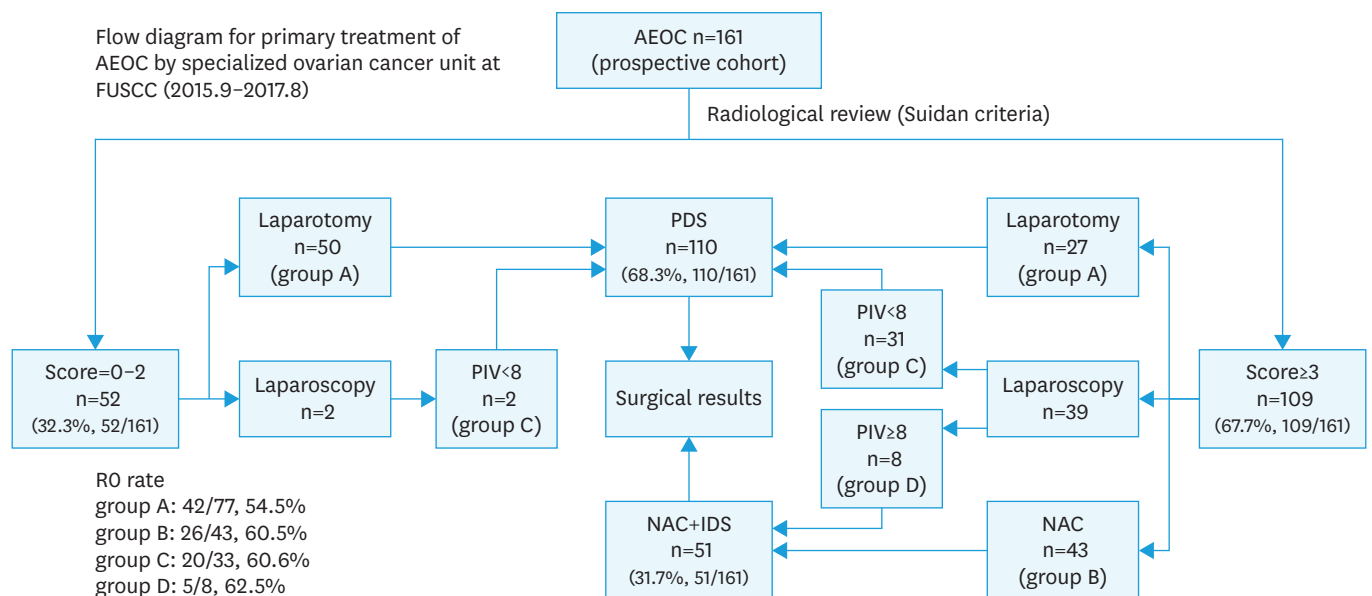 Flow diagram for primary treatment of
AEOC by specialized ovarian cancer unit at
FUSCC (2015.9–2017.8)
AEOC n=161
(prospective cohort)
Radiological review (Suidan criteria)
Laparotomy
n=50
(group A)
PDS
n=110
(68.3%, 110/161)
Laparotomy
n=27
(group A)
PIV<8
n=31
(group C)
Score=0–2
n=52
(32.3%, 52/161)
Laparoscopy
n=2
PIV<8
n=2
(group C)
Surgical results
Laparoscopy
n=39
Score≥3
n=109
(67.7%, 109/161)
PIV≥8
n=8
(group D)
R0 rate
group A: 42/77, 54.5%
group B: 26/43, 60.5%
group C: 20/33, 60.6%
group D: 5/8, 62.5%
NAC+IDS
n=51
(31.7%, 51/161)
NAC
n=43
(group B)